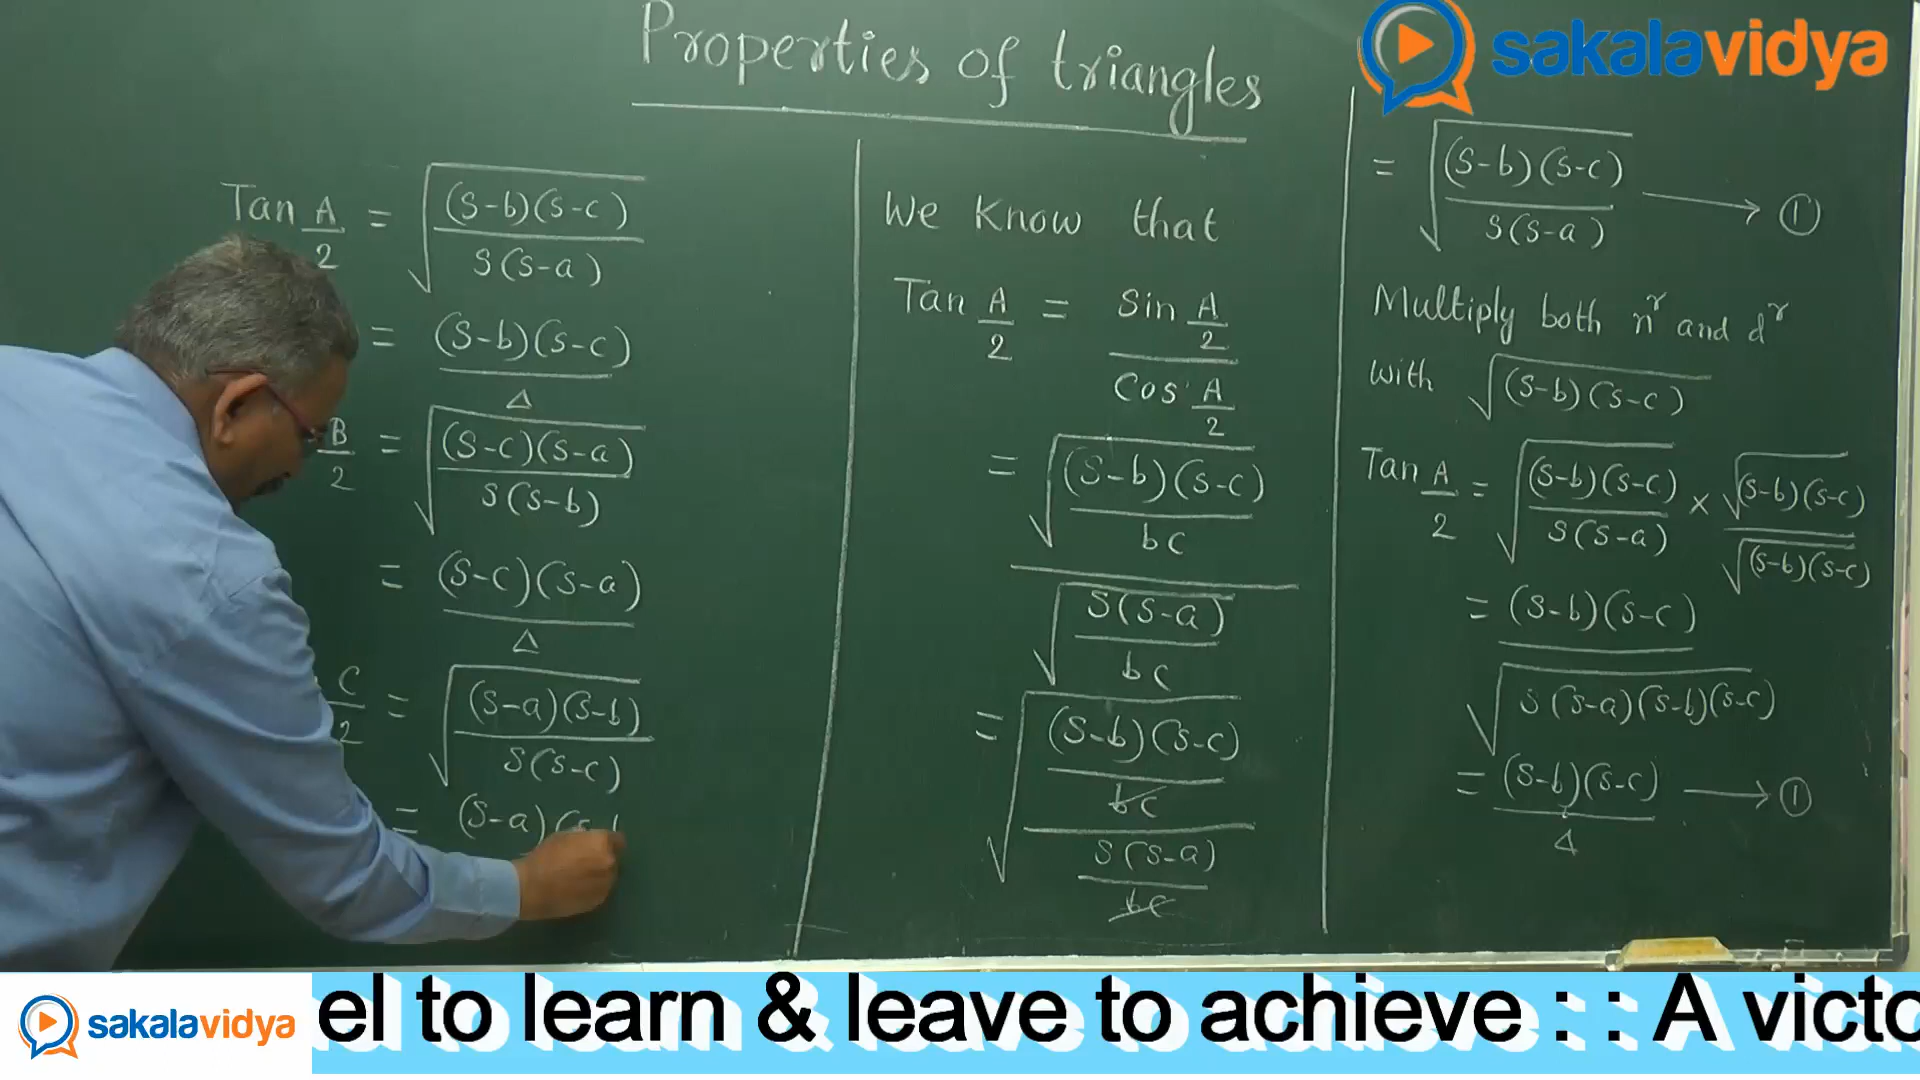 Properties of triangles
sakalavidya
Tan A/2 = √((S-b)(S-c)/S(S-a))
= (S-b)(S-c)/Δ
B/2 = √((S-c)(S-a)/S(S-b))
= (S-c)(S-a)/Δ
C/2 = √((S-a)(S-b)/S(S-c))
= (S-a)(S-
We Know that
Tan A/2 = Sin A/2 / Cos A/2
= √((S-b)(S-c)/bc) / √(S(S-a)/bc)
= √(((S-b)(S-c)/bc) / (S(S-a)/bc))
= √((S-b)(S-c)/S(S-a)) → ①
Multiply both nʳ and dʳ
with √(S-b)(S-c)
Tan A/2 = √((S-b)(S-c)/S(S-a)) × √(S-b)(S-c)/√(S-b)(S-c)
= (S-b)(S-c)/√S(S-a)(S-b)(S-c)
= (S-b)(S-c)/Δ → ①
sakalavidya
el to learn & leave to achieve : : A victo